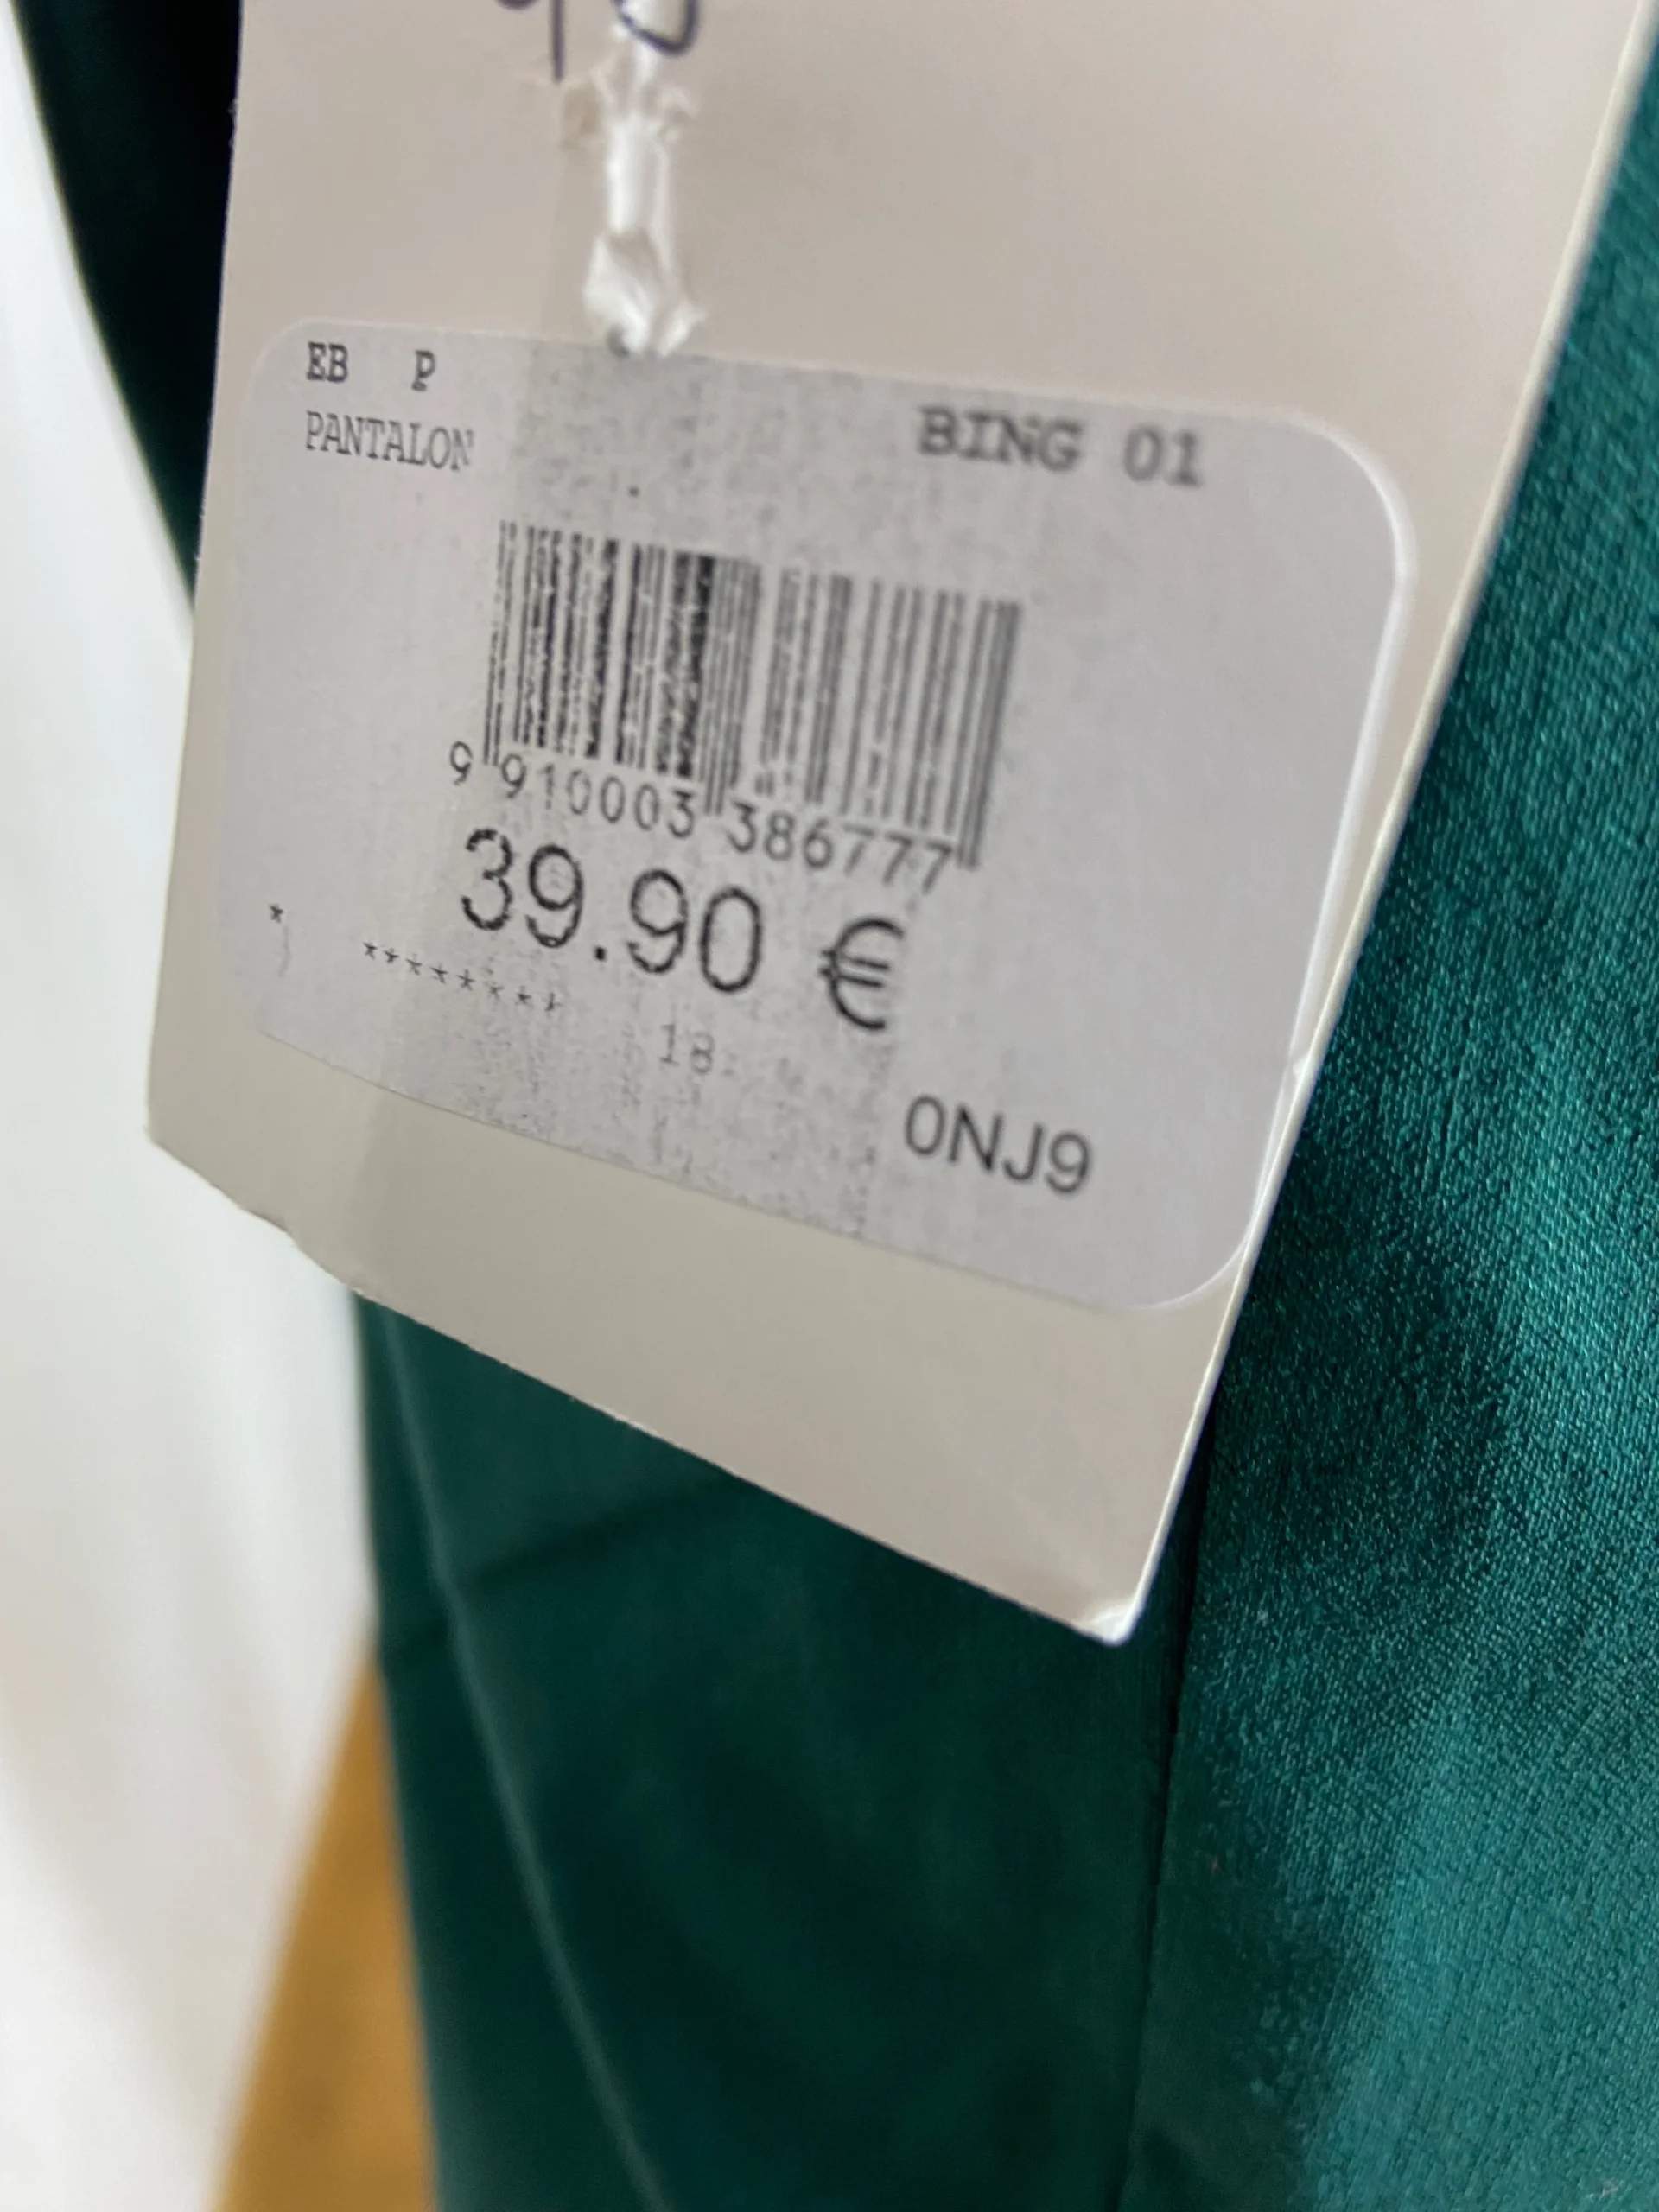 EB P
PANTALON
BING 01
9 910003 386777
39.90 €
*
********
18
0NJ9